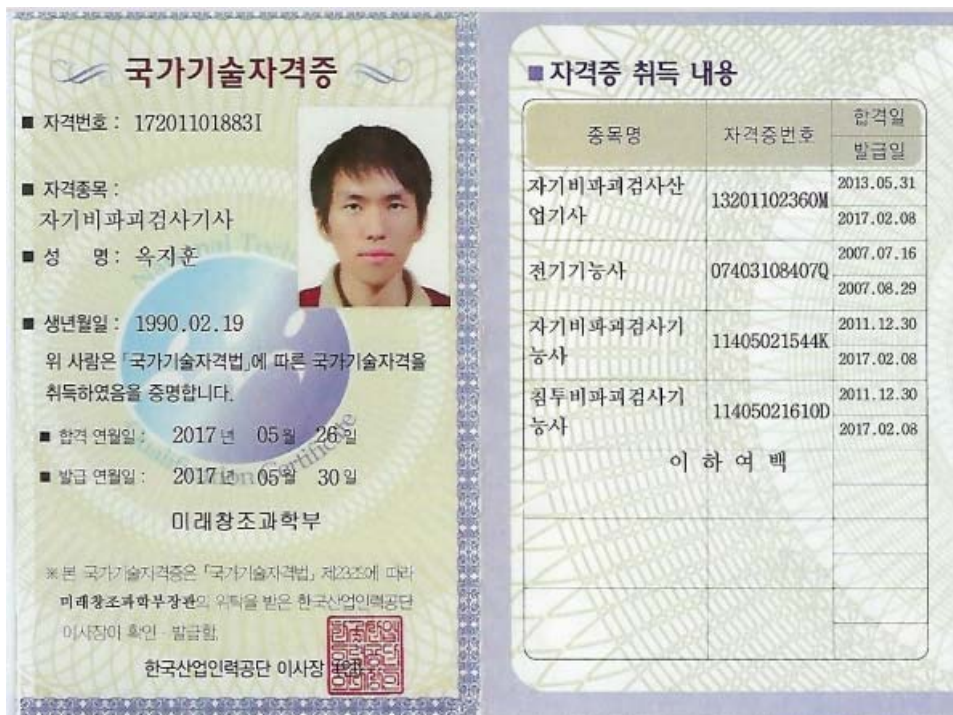 국가기술자격증
■ 자격번호 : 17201101883I
■ 자격종목 :
자기비파괴검사기사
■ 성 명 : 옥지훈
■ 생년월일 : 1990.02.19
위 사람은 「국가기술자격법」에 따른 국가기술자격을
취득하였음을 증명합니다.
■ 합격 연월일 : 2017 년 05 월 26 일
■ 발급 연월일 : 2017 년 05 월 30 일
미래창조과학부
※본 국가기술자격증은 「국가기술자격법」 제23조에 따라
미래창조과학부장관의 위탁을 받은 한국산업인력공단
이사장이 확인 · 발급함.
한국산업인력공단 이사장
■ 자격증 취득 내용
종목명 자격증번호 합격일
발급일
자기비파괴검사산 13201102360M 2013.05.31
업기사 2017.02.08
전기기능사 07403108407Q 2007.07.16
2007.08.29
자기비파괴검사기 11405021544K 2011.12.30
능사 2017.02.08
침투비파괴검사기 11405021610D 2011.12.30
능사 2017.02.08
이 하 여 백